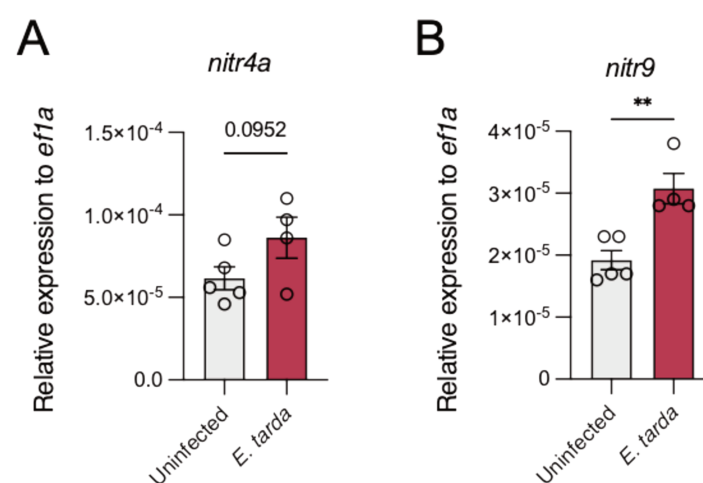 A
nitr4a
Relative expression to ef1a
1.5×10⁻⁴
1.0×10⁻⁴
5.0×10⁻⁵
0.0
0.0952
Uninfected
E. tarda
B
nitr9
Relative expression to ef1a
4×10⁻⁵
3×10⁻⁵
2×10⁻⁵
1×10⁻⁵
0
**
Uninfected
E. tarda